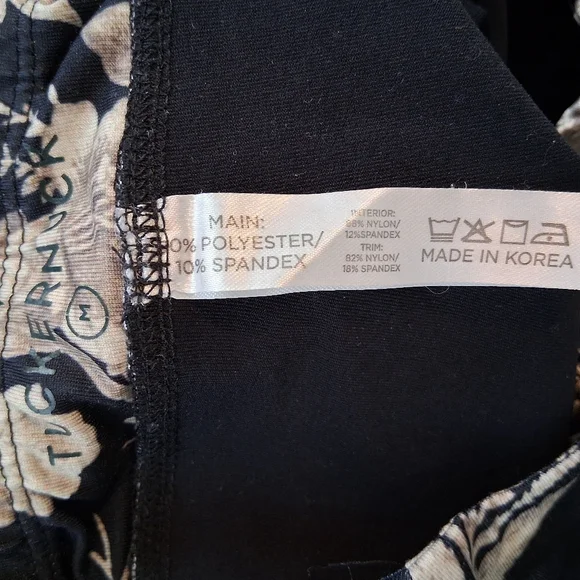 TUCKERNUCK
M
MAIN:
0% POLYESTER/
10% SPANDEX
INTERIOR:
88% NYLON/
12%SPANDEX
TRIM:
82% NYLON/
18% SPANDEX
MADE IN KOREA